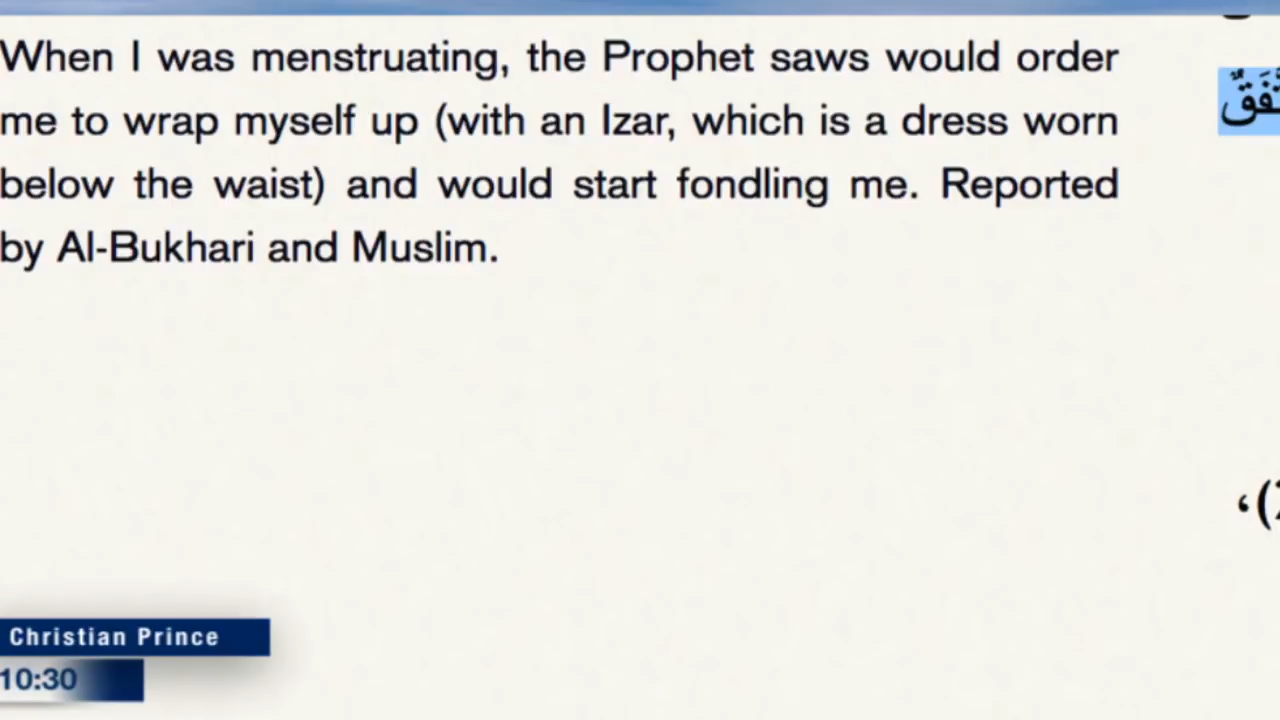 When I was menstruating, the Prophet saws would order
me to wrap myself up (with an Izar, which is a dress worn
below the waist) and would start fondling me. Reported
by Al-Bukhari and Muslim.
Christian Prince
10:30